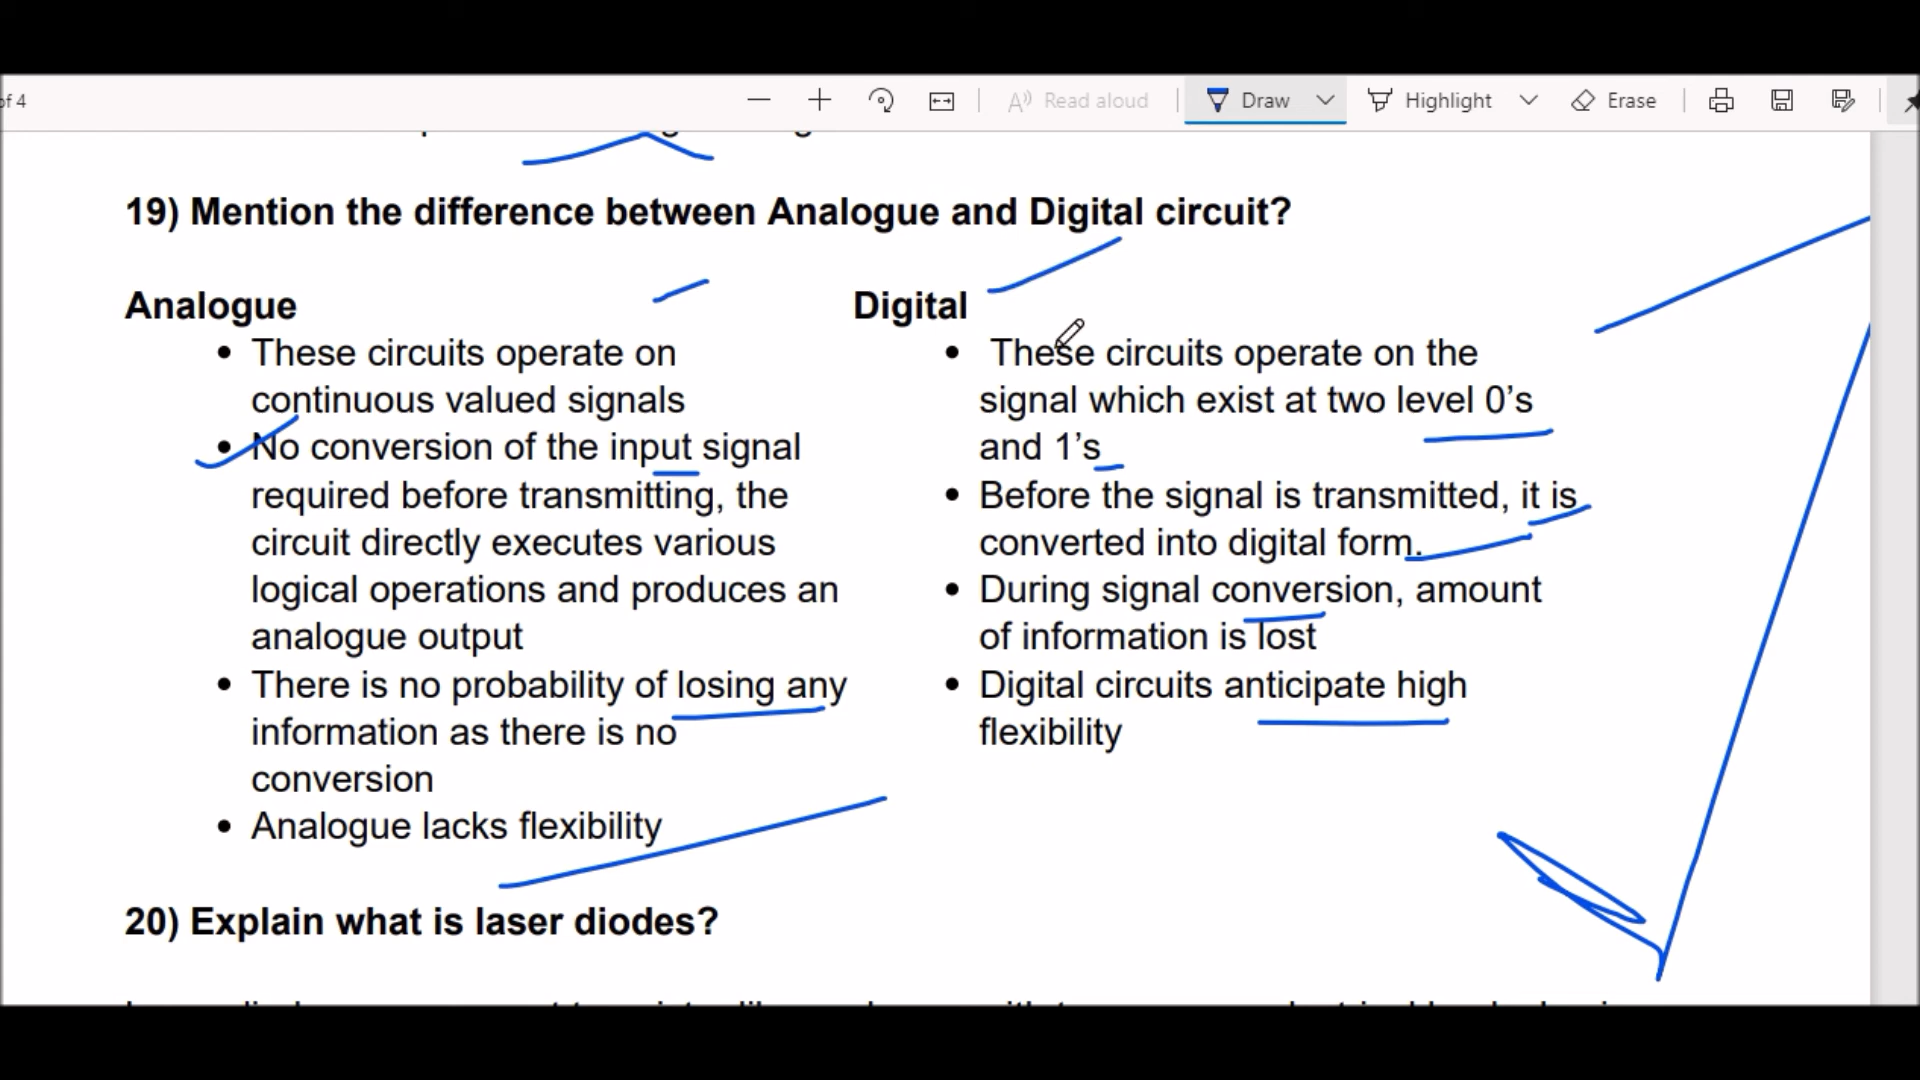 of 4
Read aloud
Draw
Highlight
Erase
19) Mention the difference between Analogue and Digital circuit?
Analogue
These circuits operate on
continuous valued signals
No conversion of the input signal
required before transmitting, the
circuit directly executes various
logical operations and produces an
analogue output
There is no probability of losing any
information as there is no
conversion
Analogue lacks flexibility
Digital
These circuits operate on the
signal which exist at two level 0’s
and 1’s
Before the signal is transmitted, it is
converted into digital form.
During signal conversion, amount
of information is lost
Digital circuits anticipate high
flexibility
20) Explain what is laser diodes?